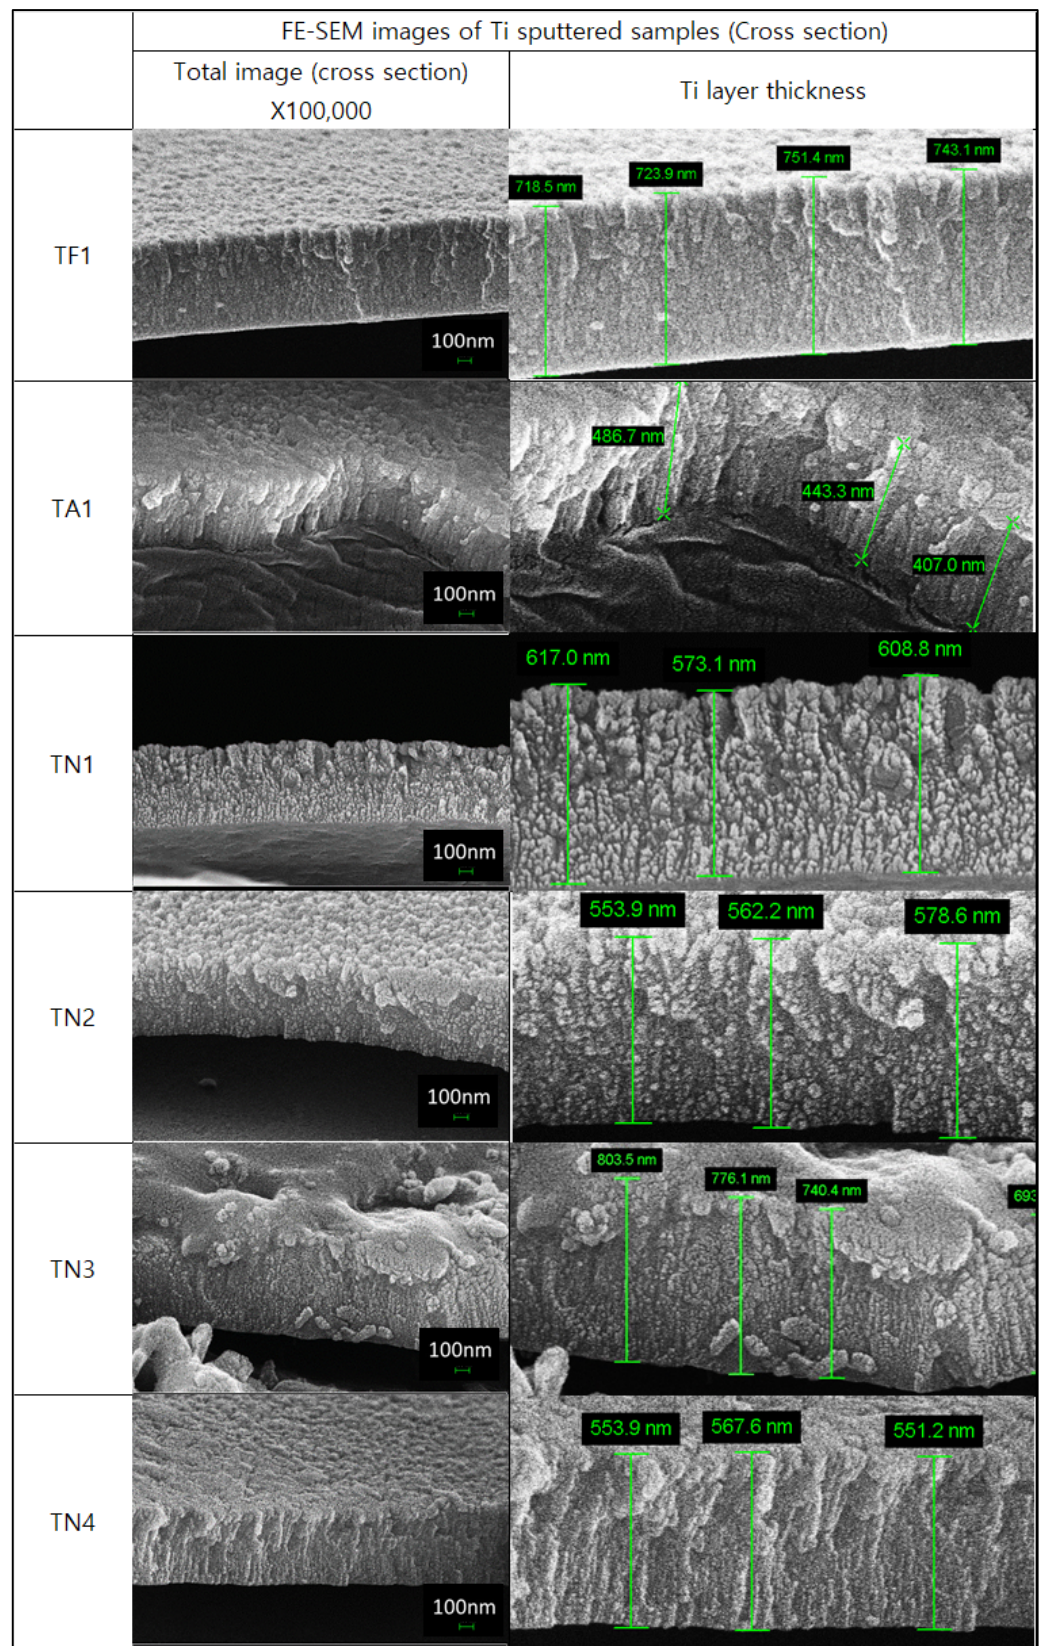 FE-SEM images of Ti sputtered samples (Cross section)
Total image (cross section)
X100,000
Ti layer thickness
TF1
100nm
718.5 nm
723.9 nm
751.4 nm
743.1 nm
TA1
100nm
486.7 nm
443.3 nm
407.0 nm
TN1
100nm
617.0 nm
573.1 nm
608.8 nm
TN2
100nm
553.9 nm
562.2 nm
578.6 nm
TN3
100nm
803.5 nm
776.1 nm
740.4 nm
693
TN4
100nm
553.9 nm
567.6 nm
551.2 nm